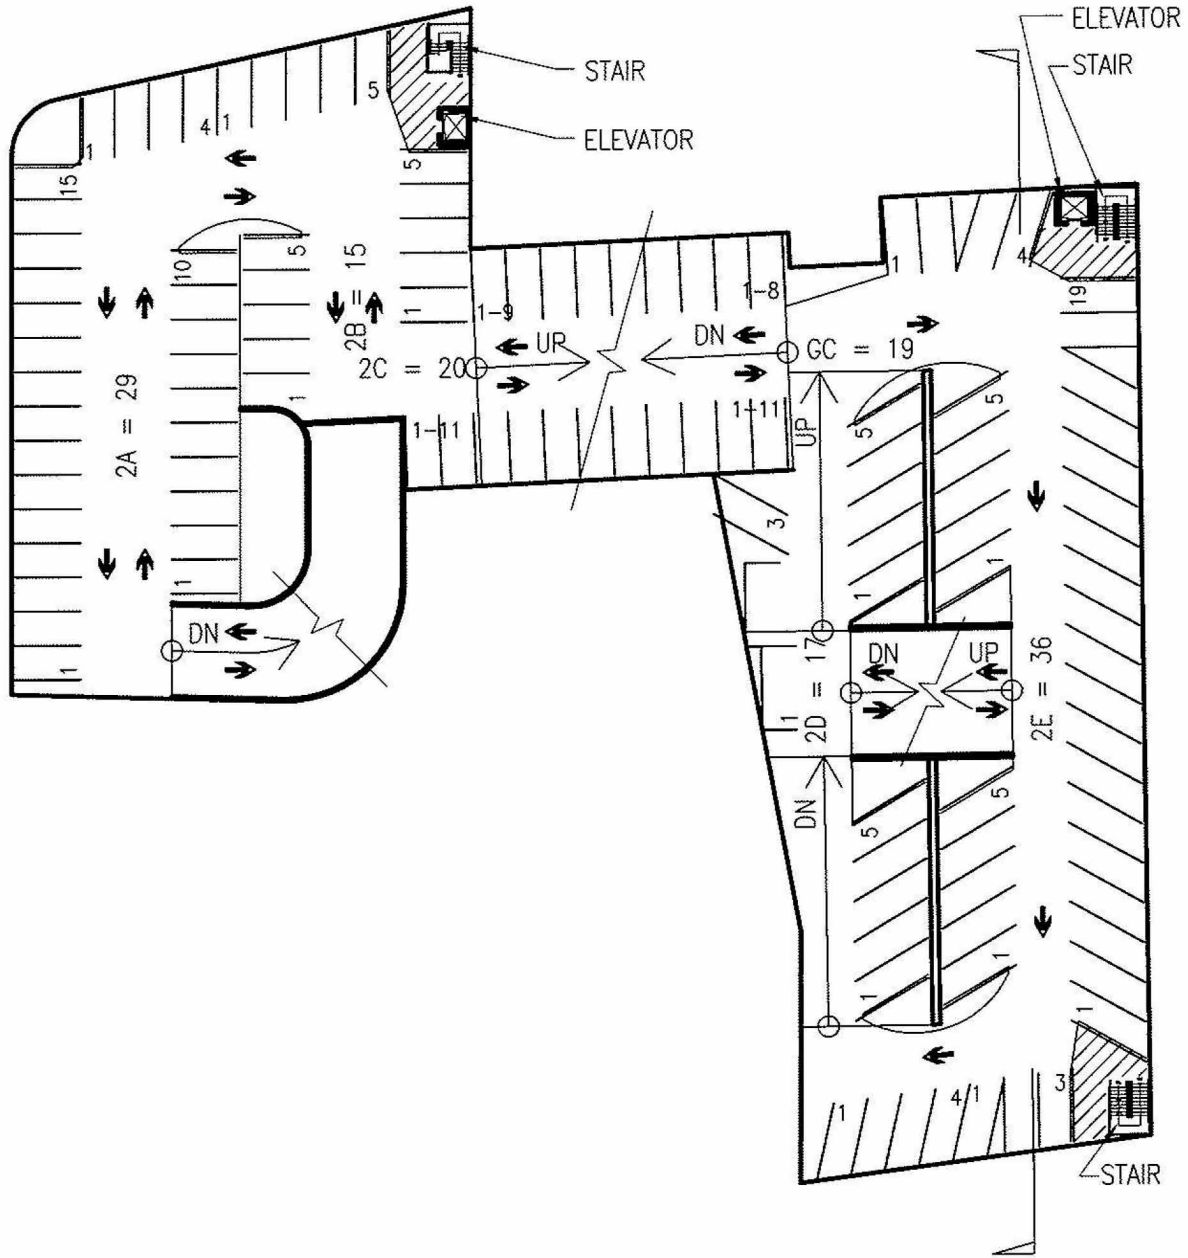 ELEVATOR
STAIR
STAIR
ELEVATOR
5
4
1
1
15
5
10
5
2B = 15
1
1-9
UP
DN
1-8
2C = 20
GC = 19
1
4
19
2A = 29
1
1-11
1-11
UP
5
5
3
1
1
1
1
DN
2D = 17
DN
UP
2E = 36
1
DN
5
5
1
1
1
1
4
1
3
STAIR